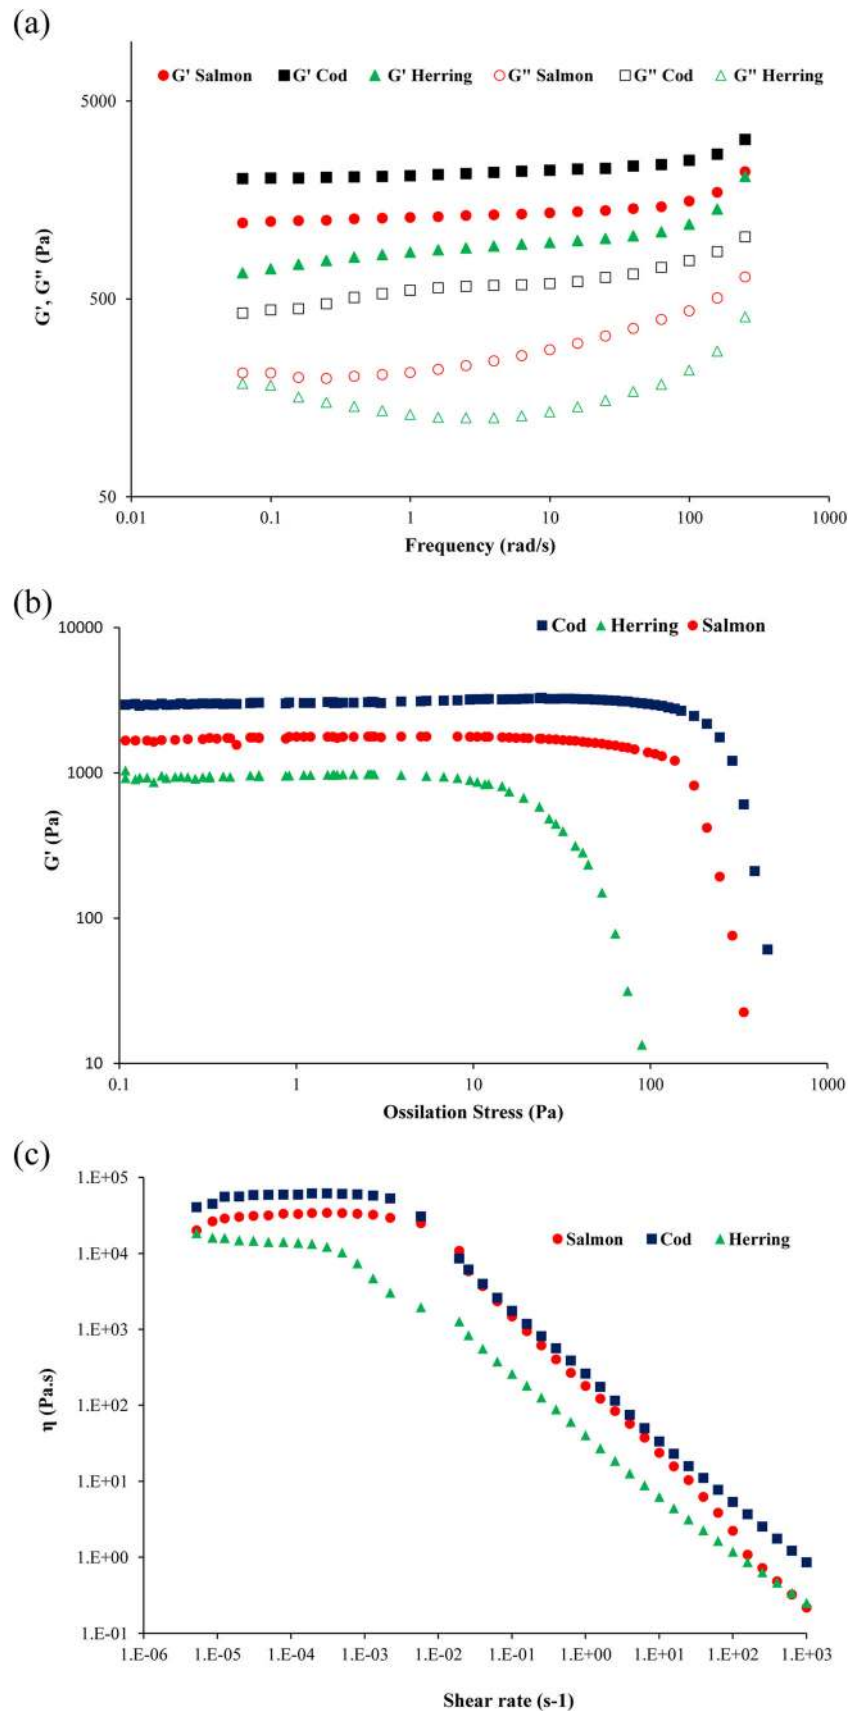 (a)
G' Salmon G' Cod G' Herring G" Salmon G" Cod G" Herring
5000
500
50
G', G" (Pa)
0.01 0.1 1 10 100 1000
Frequency (rad/s)
(b)
Cod Herring Salmon
10000
1000
100
10
G' (Pa)
0.1 1 10 100 1000
Ossilation Stress (Pa)
(c)
1.E+05
1.E+04
1.E+03
1.E+02
1.E+01
1.E+00
1.E-01
Salmon Cod Herring
η (Pa.s)
1.E-06 1.E-05 1.E-04 1.E-03 1.E-02 1.E-01 1.E+00 1.E+01 1.E+02 1.E+03
Shear rate (s-1)